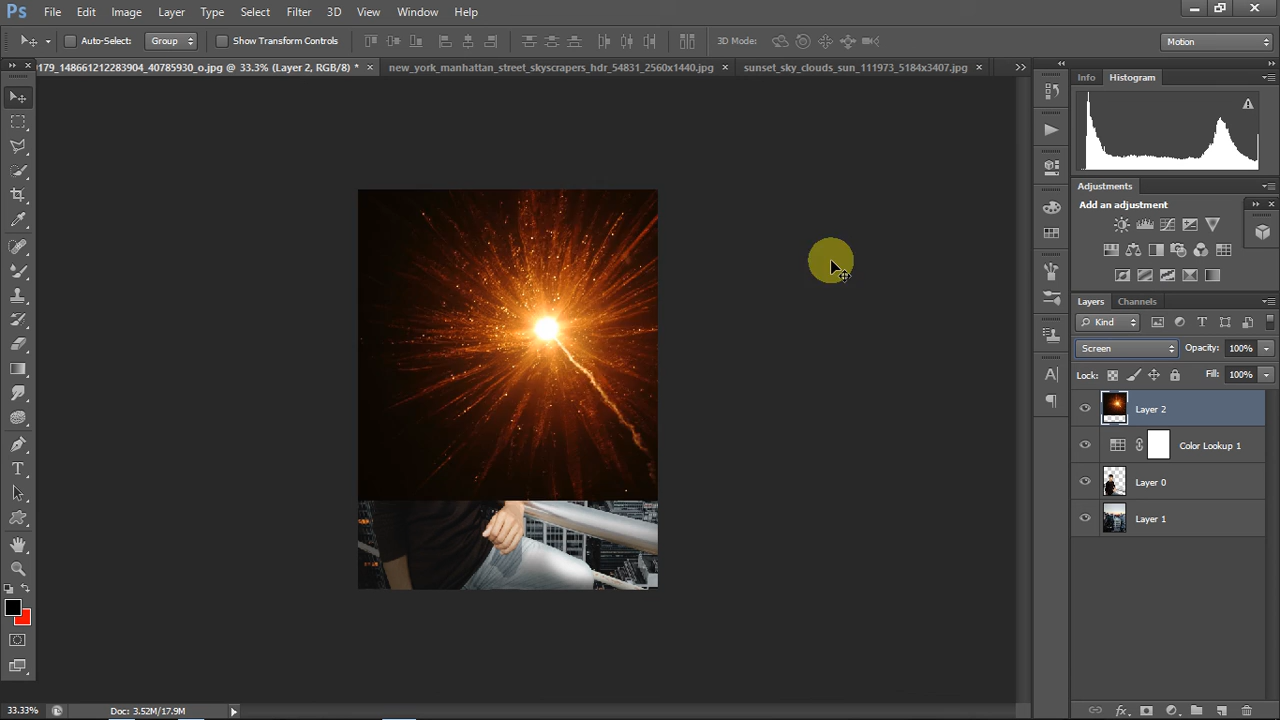 Ps File Edit Image Layer Type Select Filter 3D View Window Help
Auto-Select: Group Show Transform Controls 3D Mode: Motion
179_148661212283904_40785930_o.jpg @ 33.3% (Layer 2, RGB/8) * × new_york_manhattan_street_skyscrapers_hdr_54831_2560x1440.jpg × sunset_sky_clouds_sun_111973_5184x3407.jpg ×
Info Histogram
Adjustments
Add an adjustment
Layers Channels
Kind
Screen Opacity: 100%
Lock: Fill: 100%
Layer 2
Color Lookup 1
Layer 0
Layer 1
33.33% Doc: 3.52M/17.9M